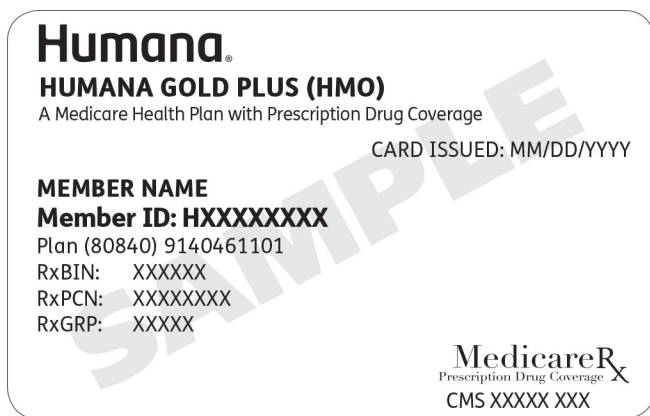 Humana®
HUMANA GOLD PLUS (HMO)
A Medicare Health Plan with Prescription Drug Coverage
CARD ISSUED: MM/DD/YYYY
SAMPLE
MEMBER NAME
Member ID: HXXXXXXXX
Plan (80840) 9140461101
RxBIN: XXXXXX
RxPCN: XXXXXXXX
RxGRP: XXXXX
MedicareRx
Prescription Drug Coverage
CMS XXXXX XXX